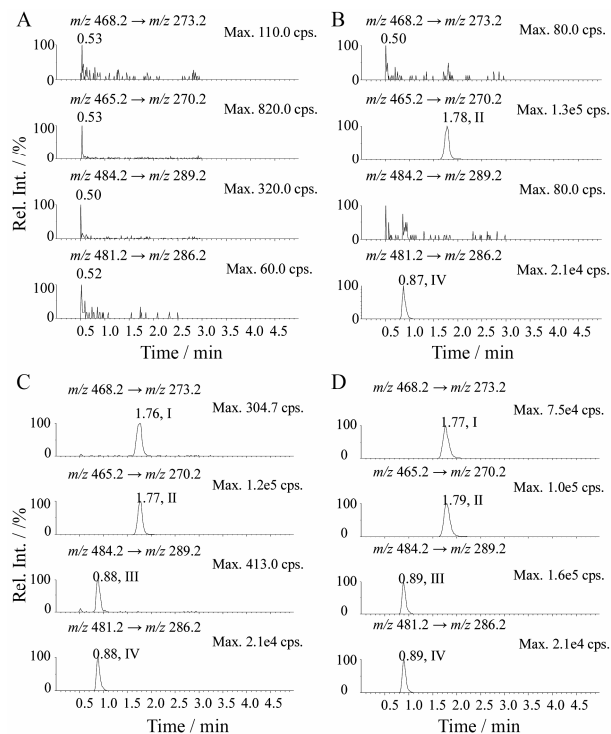 A
m/z 468.2 → m/z 273.2
Max. 110.0 cps.
0.53
100
0
m/z 465.2 → m/z 270.2
Max. 820.0 cps.
0.53
100
0
m/z 484.2 → m/z 289.2
Max. 320.0 cps.
0.50
100
0
m/z 481.2 → m/z 286.2
Max. 60.0 cps.
0.52
100
0
Rel. Int. / /%
0.5 1.0 1.5 2.0 2.5 3.0 3.5 4.0 4.5
Time / min
B
m/z 468.2 → m/z 273.2
Max. 80.0 cps.
0.50
100
0
m/z 465.2 → m/z 270.2
Max. 1.3e5 cps.
1.78, II
100
0
m/z 484.2 → m/z 289.2
Max. 80.0 cps.
100
0
m/z 481.2 → m/z 286.2
Max. 2.1e4 cps.
0.87, IV
100
0
0.5 1.0 1.5 2.0 2.5 3.0 3.5 4.0 4.5
Time / min
C
m/z 468.2 → m/z 273.2
Max. 304.7 cps.
1.76, I
100
0
m/z 465.2 → m/z 270.2
Max. 1.2e5 cps.
1.77, II
100
0
m/z 484.2 → m/z 289.2
Max. 413.0 cps.
0.88, III
100
0
m/z 481.2 → m/z 286.2
Max. 2.1e4 cps.
0.88, IV
100
0
Rel. Int. / /%
0.5 1.0 1.5 2.0 2.5 3.0 3.5 4.0 4.5
Time / min
D
m/z 468.2 → m/z 273.2
Max. 7.5e4 cps.
1.77, I
100
0
m/z 465.2 → m/z 270.2
Max. 1.0e5 cps.
1.79, II
100
0
m/z 484.2 → m/z 289.2
Max. 1.6e5 cps.
0.89, III
100
0
m/z 481.2 → m/z 286.2
Max. 2.1e4 cps.
0.89, IV
100
0
0.5 1.0 1.5 2.0 2.5 3.0 3.5 4.0 4.5
Time / min